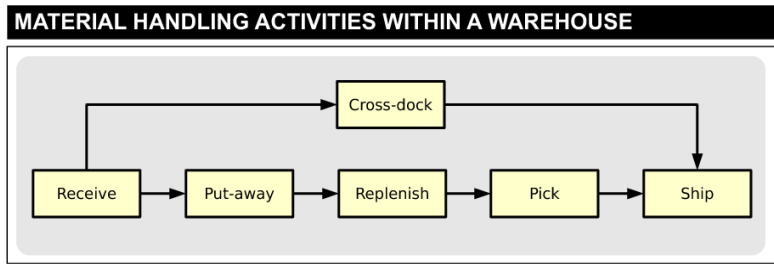 MATERIAL HANDLING ACTIVITIES WITHIN A WAREHOUSE
Cross-dock
Receive
Put-away
Replenish
Pick
Ship